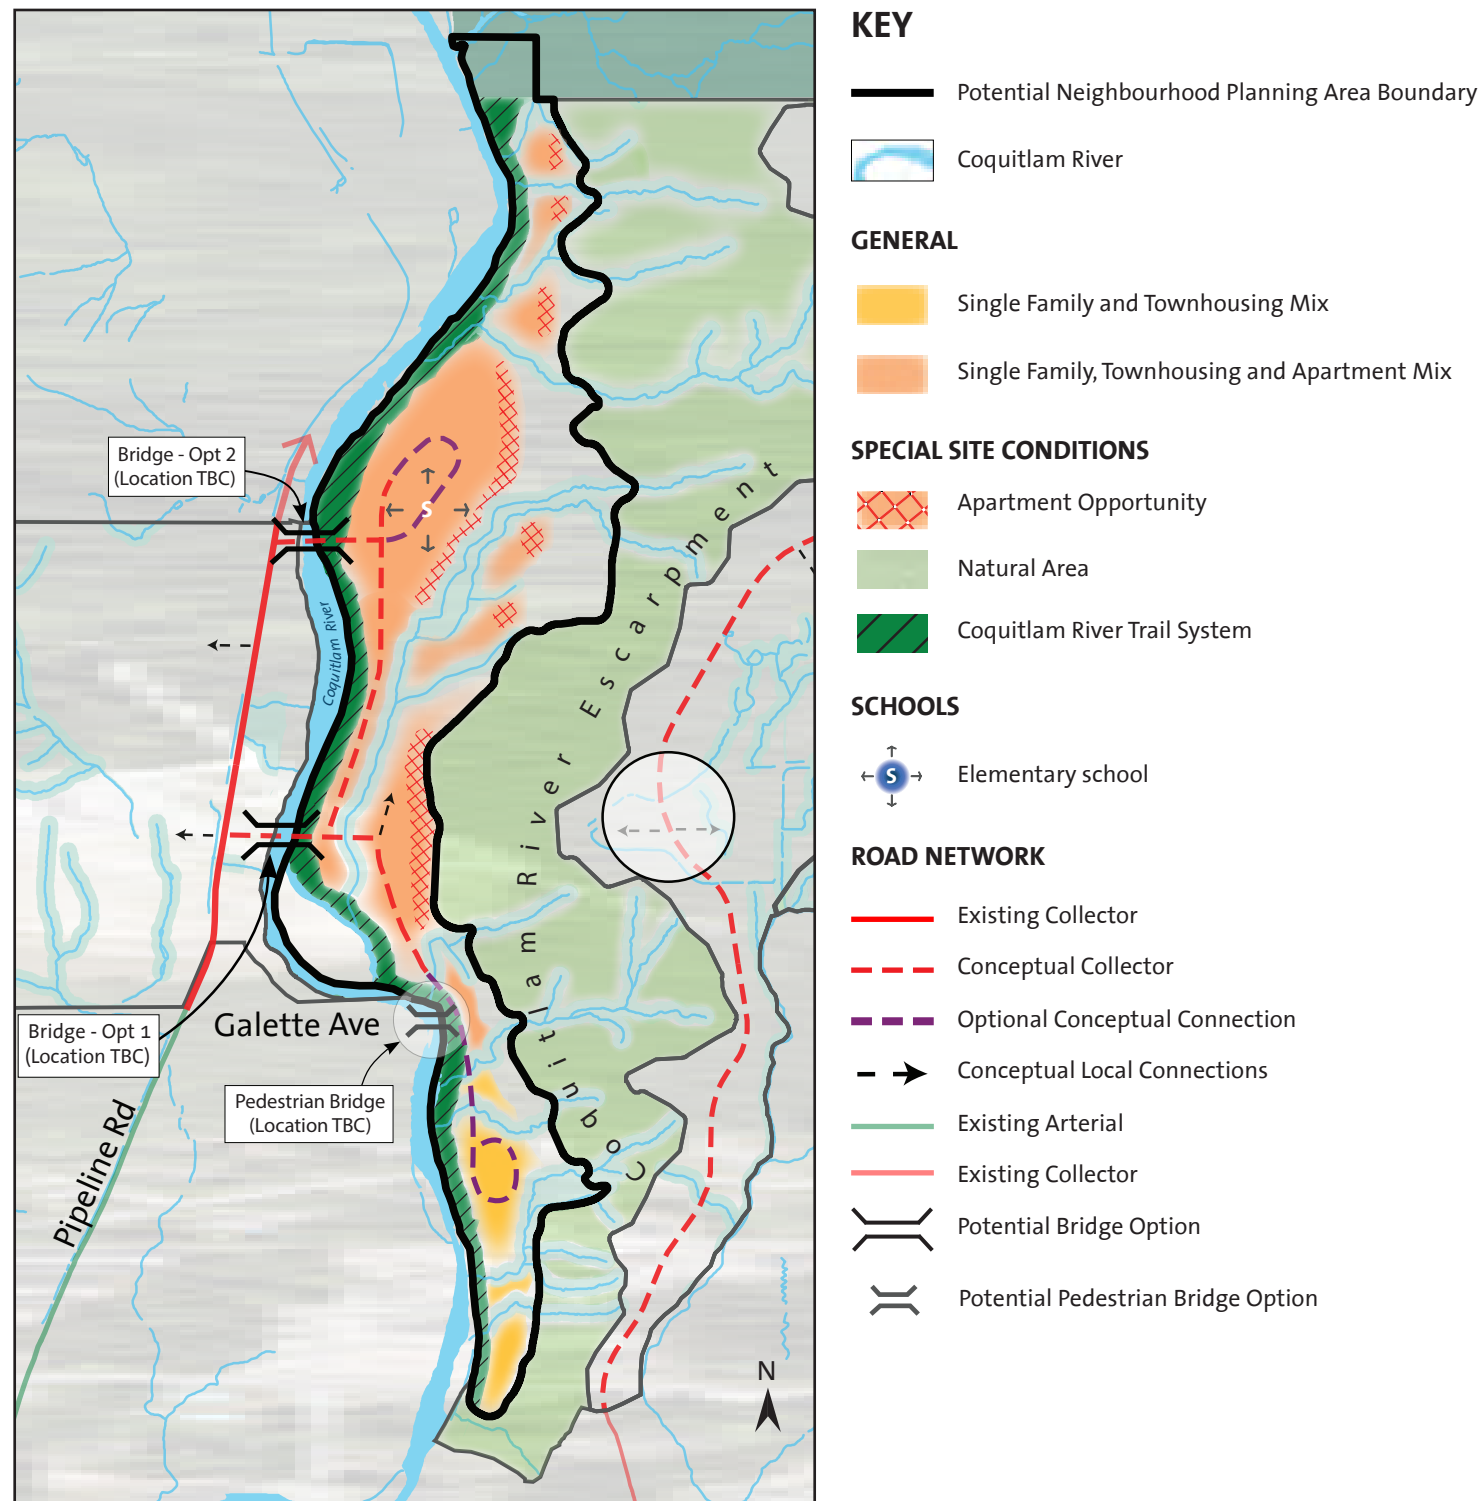 KEY
Potential Neighbourhood Planning Area Boundary
Coquitlam River
GENERAL
Single Family and Townhousing Mix
Single Family, Townhousing and Apartment Mix
SPECIAL SITE CONDITIONS
Apartment Opportunity
Natural Area
Coquitlam River Trail System
SCHOOLS
S
Elementary school
ROAD NETWORK
Existing Collector
Conceptual Collector
Optional Conceptual Connection
Conceptual Local Connections
Existing Arterial
Existing Collector
Potential Bridge Option
Potential Pedestrian Bridge Option
Bridge - Opt 2
(Location TBC)
S
Coquitlam River
Coquitlam River Escarpment
Bridge - Opt 1
(Location TBC)
Galette Ave
Pedestrian Bridge
(Location TBC)
Pipeline Rd
N